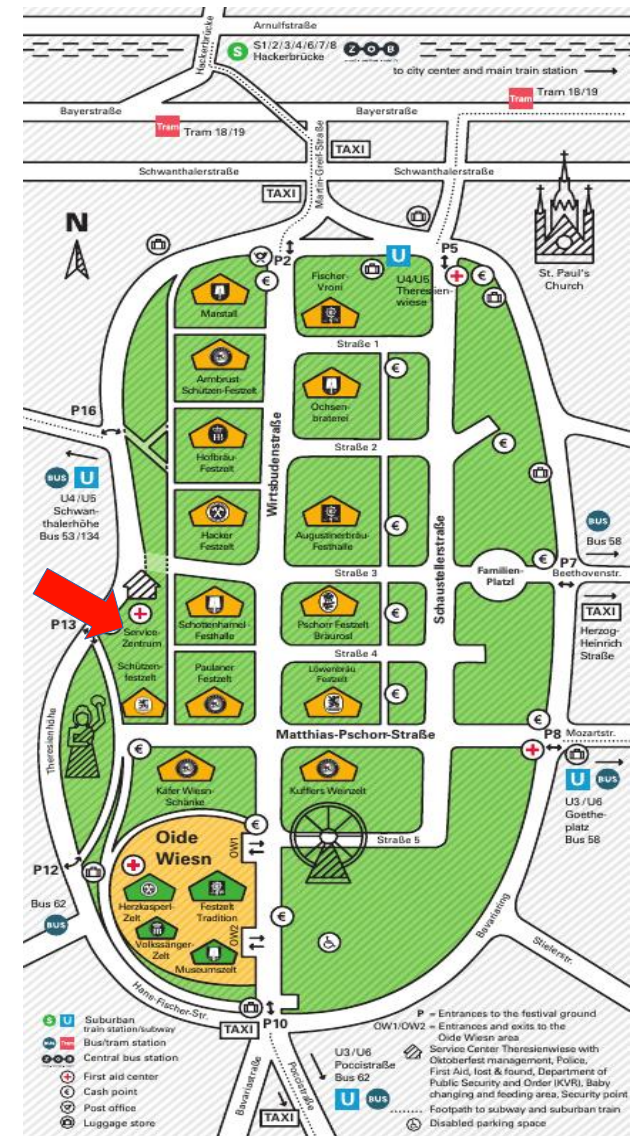 Arnulfstraße
Hackerbrücke
S
S1/2/3/4/6/7/8
Hackerbrücke
ZOB
to city center and main train station
Bayerstraße
Bayerstraße
Tram
Tram 18/19
Tram
Tram 18/19
Martin-Greif-Straße
TAXI
Schwanthalerstraße
Schwanthalerstraße
TAXI
N
P2
U
P5
U4/U5
Theresien-
wiese
€
€
St. Paul's
Church
Marstall
Fischer-
Vroni
Straße 1
€
Armbrust-
Schützen-Festzelt
Ochsen-
braterei
P16
Straße 2
€
Hofbräu-
Festzelt
Wirtsbudenstraße
BUS
U
U4/U5
Schwan-
thalerhöhe
Bus 53/134
Hacker
Festzelt
Augustinerbräu-
Festhalle
€
Schaustellerstraße
BUS
Bus 58
Straße 3
Familien-
Platzl
€
P7
Beethovenstr.
TAXI
Herzog-
Heinrich
Straße
P13
Service-
Zentrum
Schottenhamel-
Festhalle
Pschorr Festzelt
Bräurosl
€
Straße 4
Schützen-
festzelt
Paulaner
Festzelt
Löwenbräu
Festzelt
€
€
Theresienhöhe
Matthias-Pschorr-Straße
P8
Mozartstr.
€
U
BUS
U3/U6
Goethe-
platz
Bus 58
Käfer Wiesn-
Schänke
Kufflers Weinzelt
Oide
Wiesn
€
OW1
Straße 5
P12
Bus 62
BUS
Herzkasperl-
Zelt
Festzelt
Tradition
Volkssänger-
Zelt
Museumszelt
OW2
€
Bavariaring
Stielerstr.
Hans-Fischer-Str.
TAXI
P10
Bavariastraße
Poccistraße
TAXI
U3/U6
Poccistraße
Bus 62
U
BUS
S U Suburban
train station/subway
BUS Tram Bus/tram station
ZOB Central bus station
First aid center
€ Cash point
Post office
Luggage store
P = Entrances to the festival ground
OW1/OW2 = Entrances and exits to the
Oide Wiesn area
Service Center Theresienwiese with
Oktoberfest management, Police,
First Aid, lost & found, Department of
Public Security and Order (KVR), Baby
changing and feeding area, Security point
Footpath to subway and suburban train
Disabled parking space